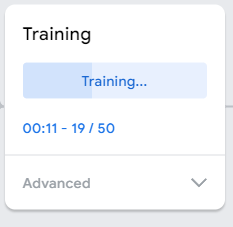 Training
Training...
00:11 - 19 / 50
Advanced